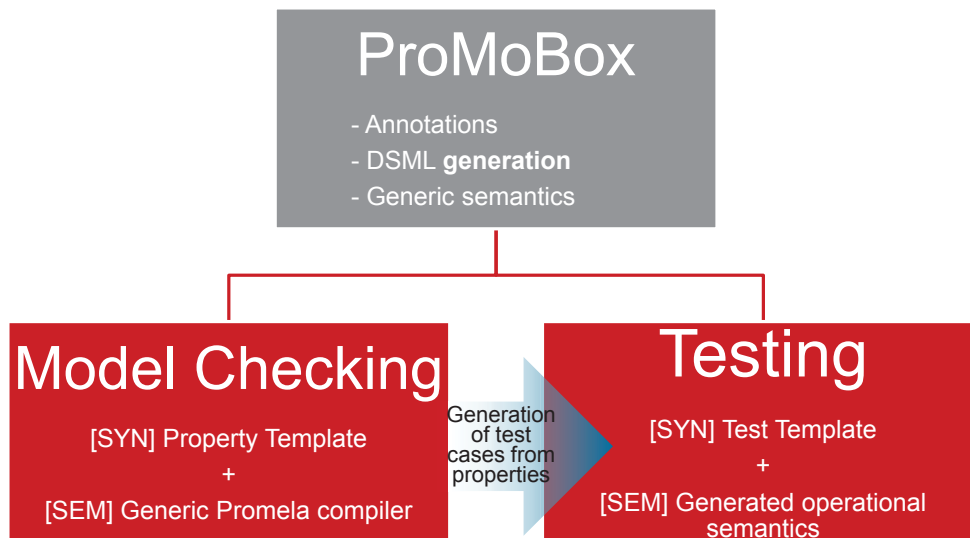 ProMoBox
- Annotations
- DSML generation
- Generic semantics
Model Checking
[SYN] Property Template
+
[SEM] Generic Promela compiler
Generation
of test
cases from
properties
Testing
[SYN] Test Template
+
[SEM] Generated operational
semantics